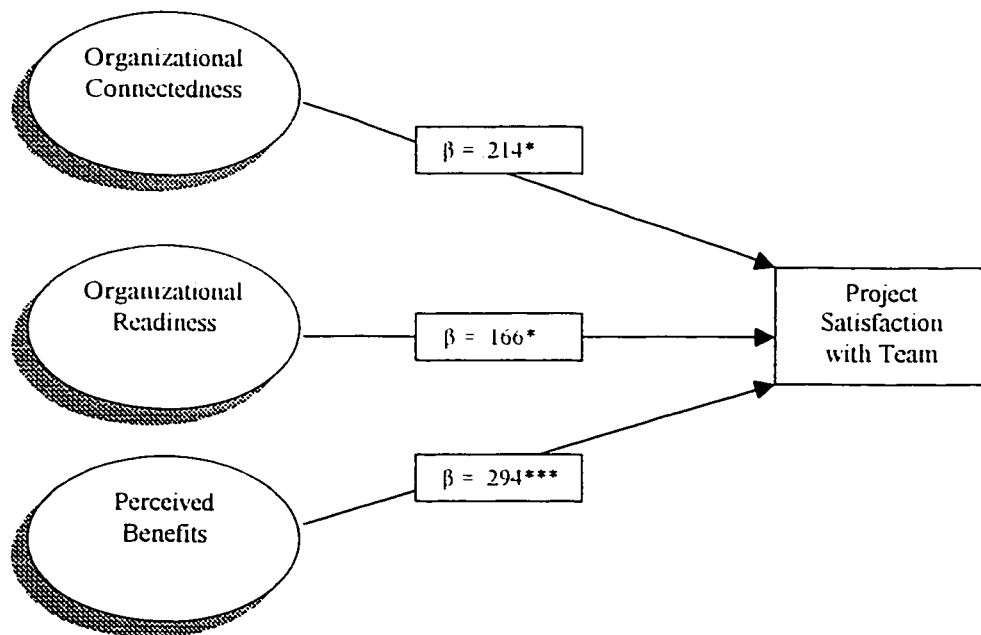 Organizational
Connectedness
β = .214*
Organizational
Readiness
β = .166*
Project
Satisfaction
with Team
β = .294***
Perceived
Benefits